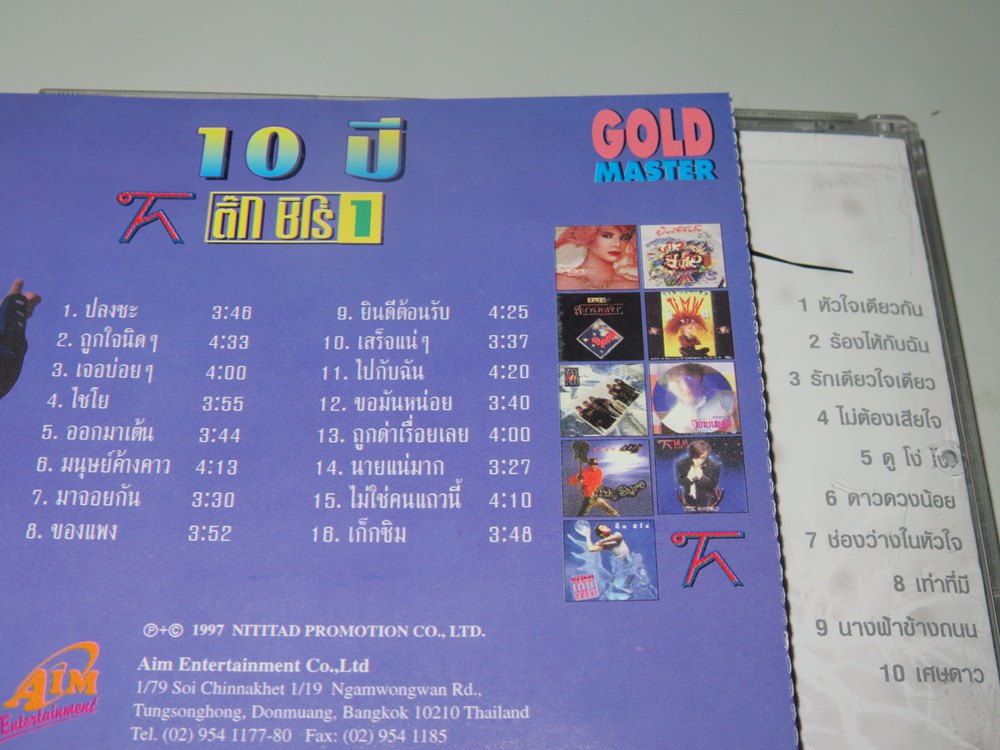 10 ปี
GOLD
MASTER
ติ๊ก ชิโร่ 1
1. ปลงซะ 3:46
2. ถูกใจนิดๆ 4:33
3. เจอบ่อยๆ 4:00
4. ไชโย 3:55
5. ออกมาเต้น 3:44
6. มนุษย์ค้างคาว 4:13
7. มาจอยกัน 3:30
8. ของแพง 3:52
9. ยินดีต้อนรับ 4:25
10. เสร็จแน่ๆ 3:37
11. ไปกับฉัน 4:20
12. ขอมันหน่อย 3:40
13. ถูกด่าเรื่อยเลย 4:00
14. นายแน่มาก 3:27
15. ไม่ใช่คนแถวนี้ 4:10
16. เก็กซิม 3:48
℗+© 1997 NITITAD PROMOTION CO., LTD.
AIM
Entertainment
Aim Entertainment Co.,Ltd
1/79 Soi Chinnakhet 1/19 Ngamwongwan Rd.,
Tungsonghong, Donmuang, Bangkok 10210 Thailand
Tel. (02) 954 1177-80 Fax: (02) 954 1185
1 หัวใจเดียวกัน
2 ร้องไห้กับฉัน
3 รักเดียวใจเดียว
4 ไม่ต้องเสียใจ
5 ดู โง่ โง่
6 ดาวดวงน้อย
7 ช่องว่างในหัวใจ
8 เท่าที่มี
9 นางฟ้าข้างถนน
10 เศษดาว